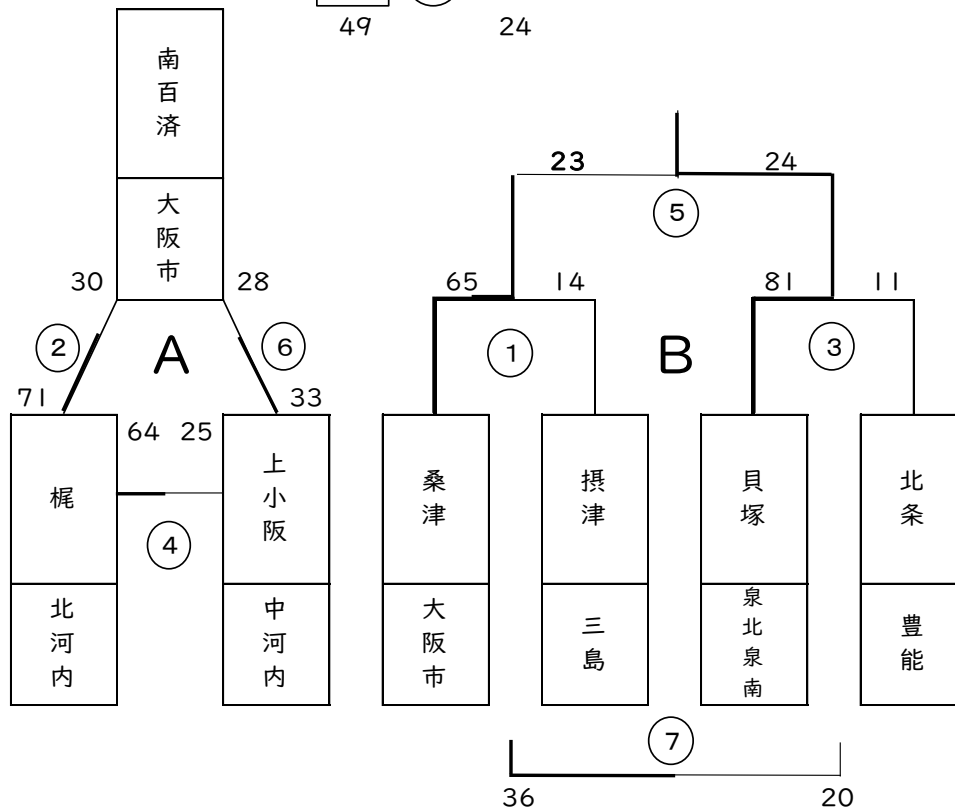 49 24
南百済
大阪市
30 28
② A ⑥
71 33
64 25
梶
上小阪
④
北河内
中河内
23 24
⑤
65 14 81 11
① B ③
桑津 摂津 貝塚 北条
大阪市 三島 泉北泉南 豊能
⑦
36 20